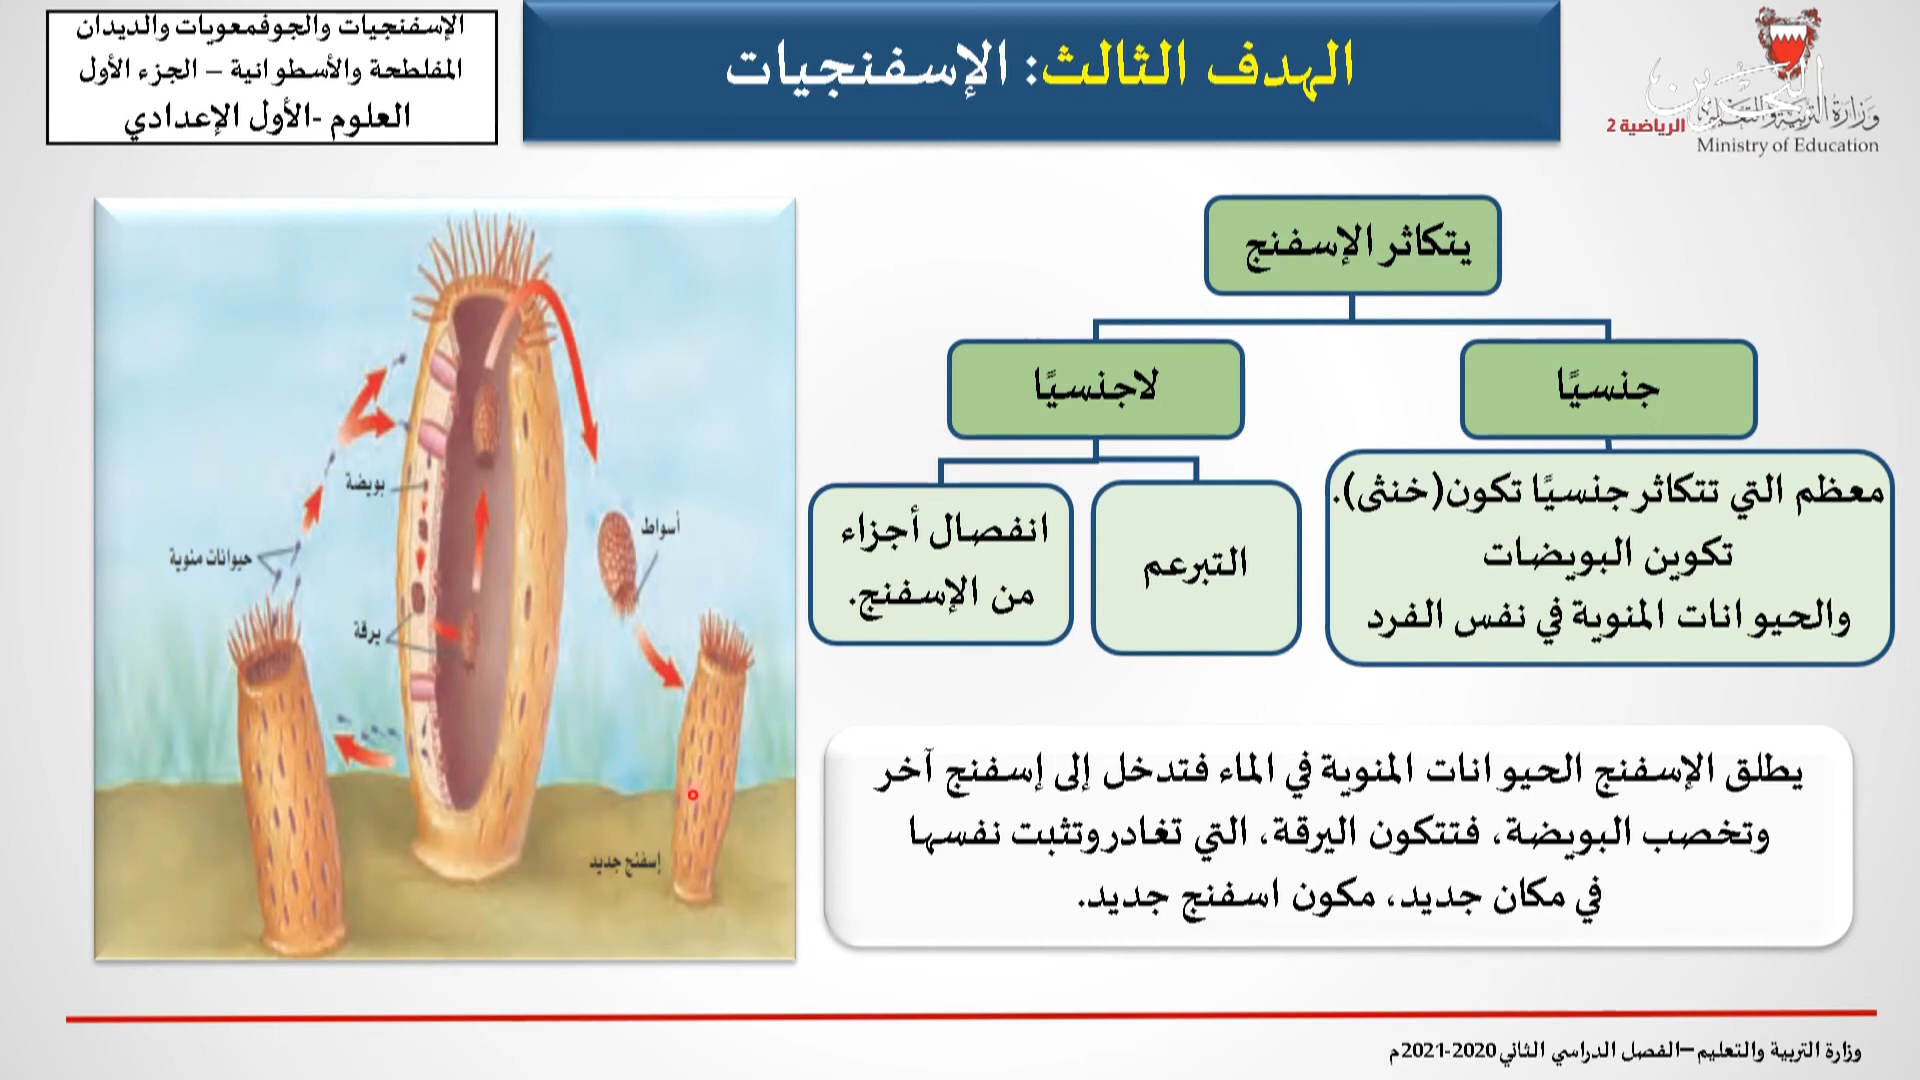 الإسفنجيات والجوفمعويات والديدان
المفلطحة والأسطوانية – الجزء الأول
العلوم -الأول الإعدادي
الهدف الثالث: الإسفنجيات
البحرين
الرياضية 2
وزارة التربية والتعليم
Ministry of Education
يتكاثر الإسفنج
جنسيًا
لاجنسيًا
معظم التي تتكاثر جنسيًا تكون(خنثى).
تكوين البويضات
والحيوانات المنوية في نفس الفرد
التبرعم
انفصال أجزاء
من الإسفنج.
بويضة
أسواط
حيوانات منوية
يرقة
إسفنج جديد
يطلق الإسفنج الحيوانات المنوية في الماء فتدخل إلى إسفنج آخر
وتخصب البويضة، فتتكون اليرقة، التي تغادر وتثبت نفسها
في مكان جديد، مكون اسفنج جديد.
وزارة التربية والتعليم–الفصل الدراسي الثاني 2020-2021م